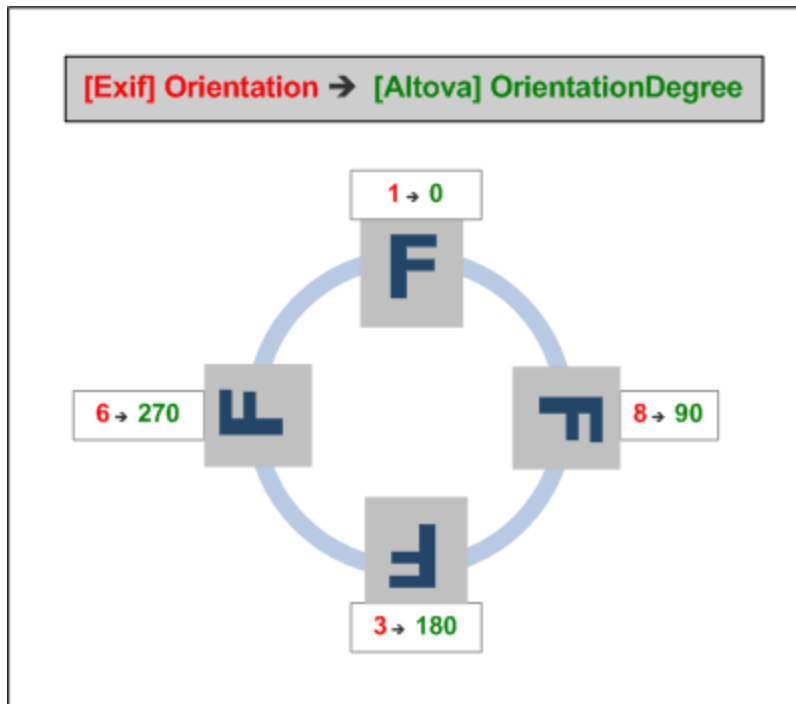 [Exif] Orientation ➔ [Altova] OrientationDegree
1 ➔ 0
F
F
6 ➔ 270
F
8 ➔ 90
F
3 ➔ 180